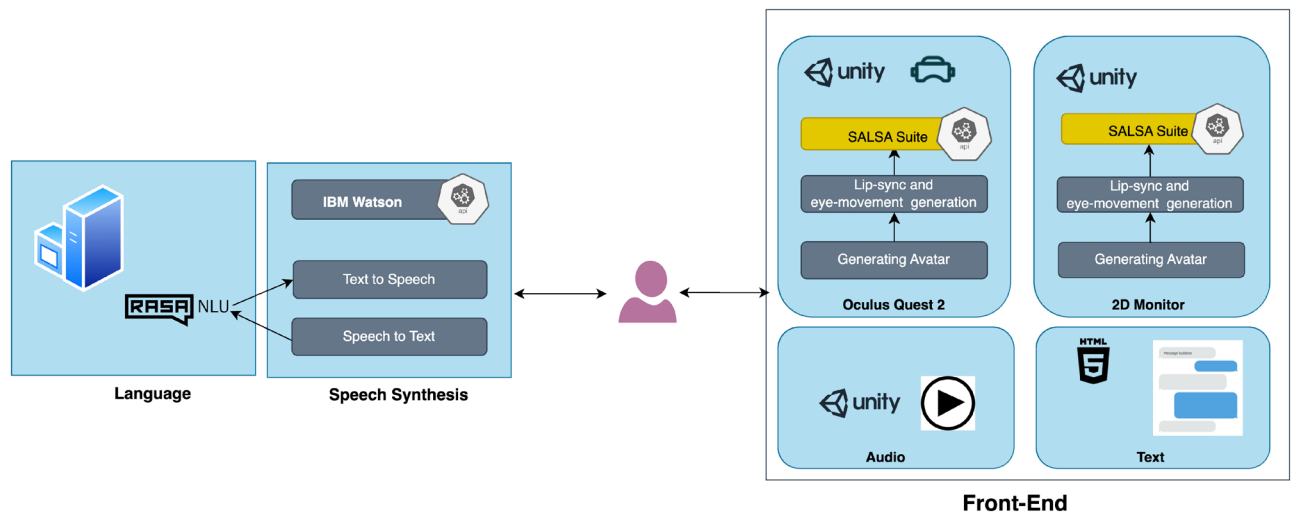 RASA NLU
Language
IBM Watson
api
Text to Speech
Speech to Text
Speech Synthesis
unity
SALSA Suite
api
Lip-sync and
eye-movement generation
Generating Avatar
Oculus Quest 2
unity
SALSA Suite
api
Lip-sync and
eye-movement generation
Generating Avatar
2D Monitor
unity
Audio
HTML
5
Message bubbles
Text
Front-End